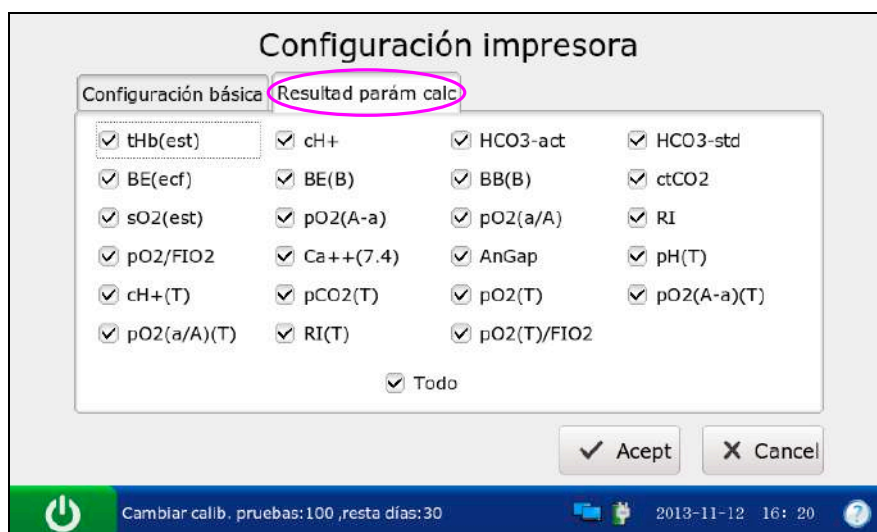 Configuración impresora
Configuración básica Resultad parám calc
tHb(est) cH+ HCO3-act HCO3-std
BE(ecf) BE(B) BB(B) ctCO2
sO2(est) pO2(A-a) pO2(a/A) RI
pO2/FIO2 Ca++(7.4) AnGap pH(T)
cH+(T) pCO2(T) pO2(T) pO2(A-a)(T)
pO2(a/A)(T) RI(T) pO2(T)/FIO2
Todo
Acept Cancel
Cambiar calib. pruebas:100 ,resta días:30 2013-11-12 16: 20 ?